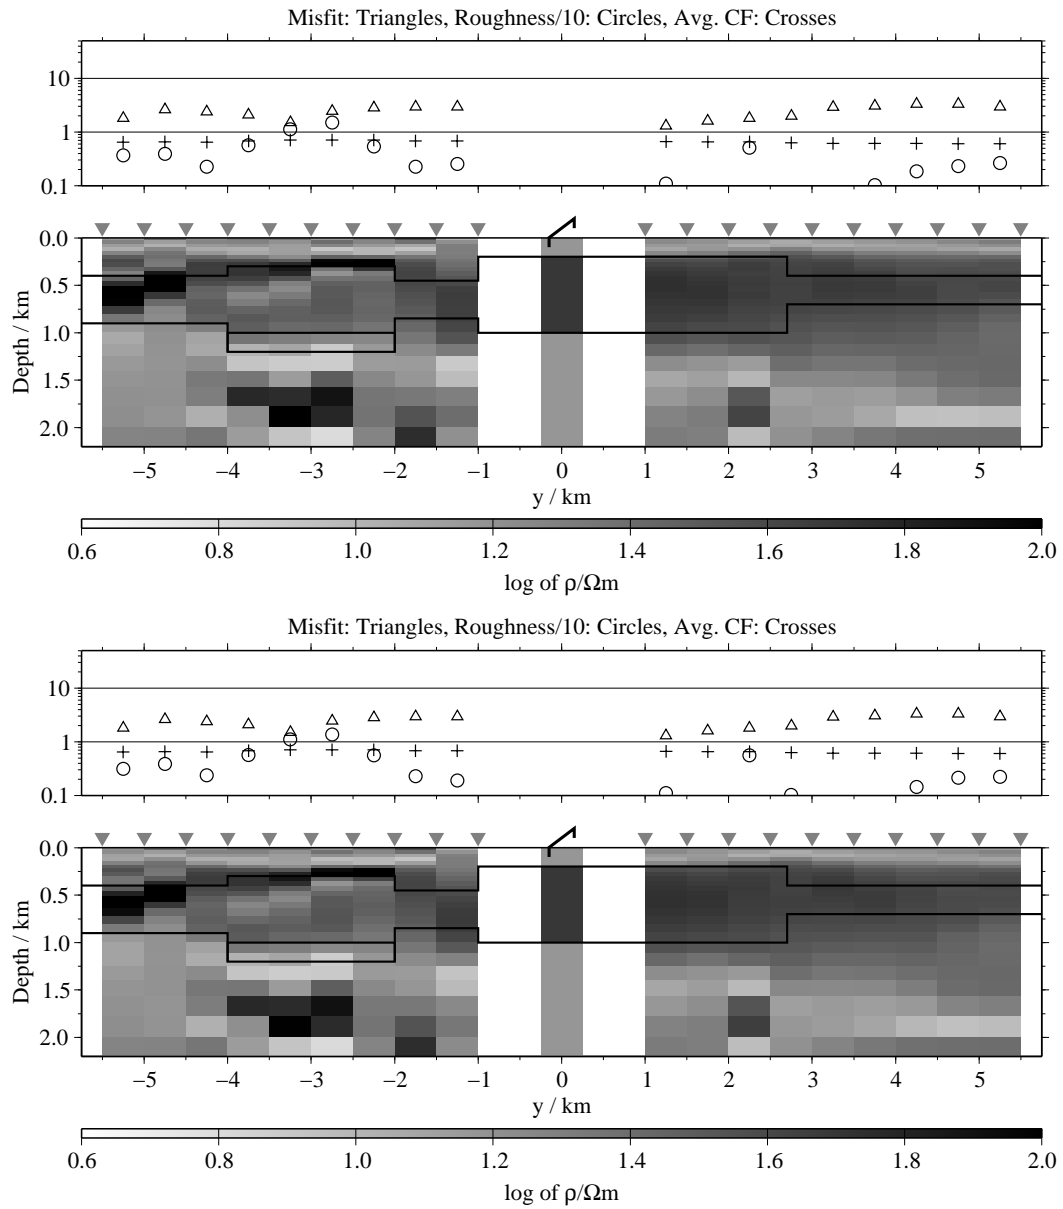 Misfit: Triangles, Roughness/10: Circles, Avg. CF: Crosses
10
1
0.1
0.0
0.5
1.0
1.5
2.0
Depth / km
−5 −4 −3 −2 −1 0 1 2 3 4 5
y / km
0.6 0.8 1.0 1.2 1.4 1.6 1.8 2.0
log of ρ/Ωm
Misfit: Triangles, Roughness/10: Circles, Avg. CF: Crosses
10
1
0.1
0.0
0.5
1.0
1.5
2.0
Depth / km
−5 −4 −3 −2 −1 0 1 2 3 4 5
y / km
0.6 0.8 1.0 1.2 1.4 1.6 1.8 2.0
log of ρ/Ωm